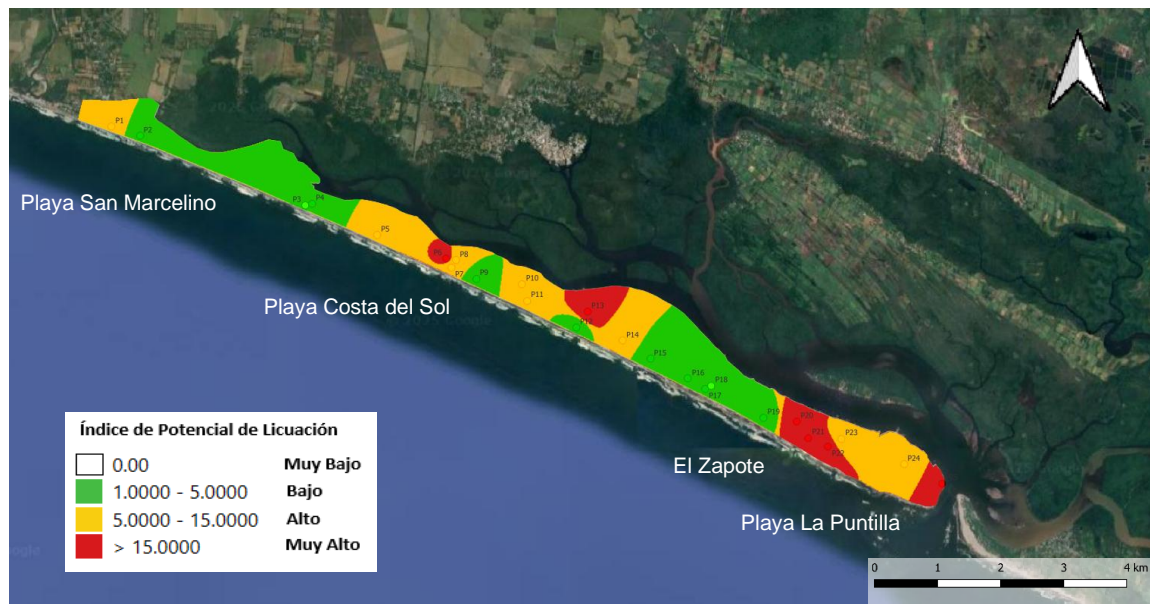 P1
P2
Playa San Marcelino
P3
P4
P5
P6
P8
P7
P9
Playa Costa del Sol
P10
P11
P13
P12
P14
P15
P16
P18
P17
P19
P20
P21
P22
P23
P24
El Zapote
Playa La Puntilla
Índice de Potencial de Licuación
0.00 Muy Bajo
1.0000 - 5.0000 Bajo
5.0000 - 15.0000 Alto
> 15.0000 Muy Alto
0 1 2 3 4 km